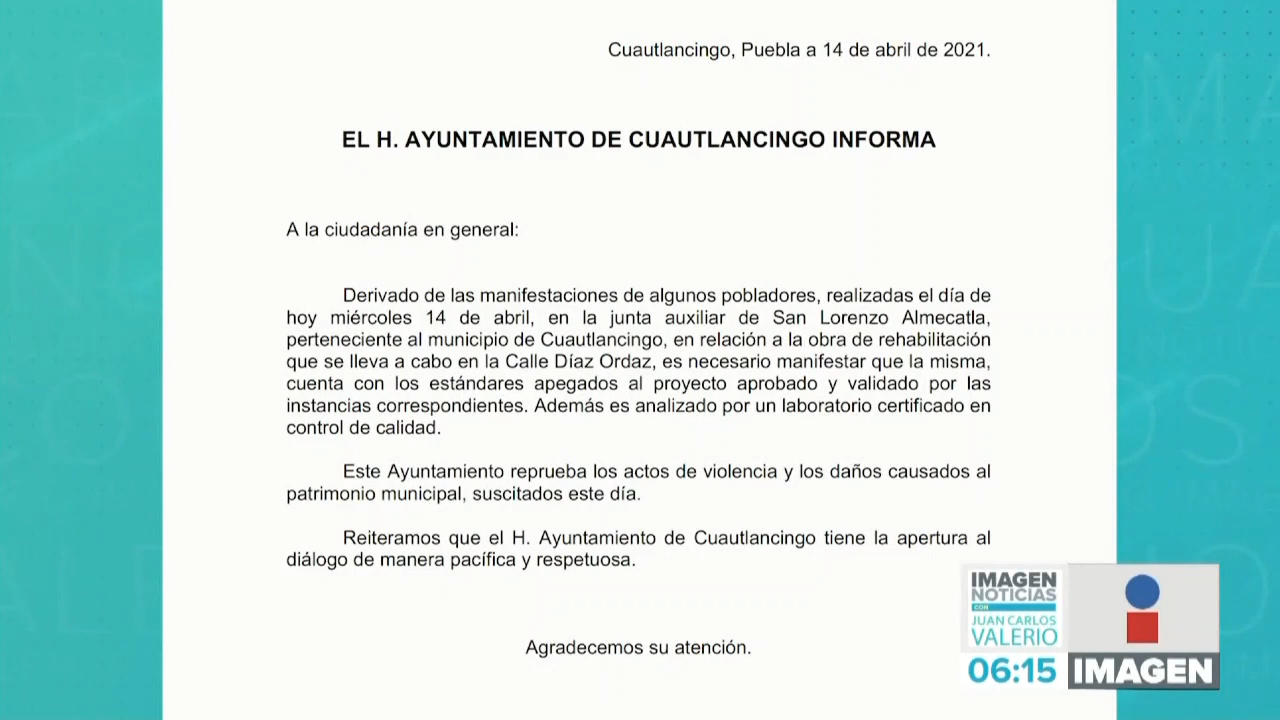 Cuautlancingo, Puebla a 14 de abril de 2021.
EL H. AYUNTAMIENTO DE CUAUTLANCINGO INFORMA
A la ciudadanía en general:
Derivado de las manifestaciones de algunos pobladores, realizadas el día de
hoy miércoles 14 de abril, en la junta auxiliar de San Lorenzo Almecatla,
perteneciente al municipio de Cuautlancingo, en relación a la obra de rehabilitación
que se lleva a cabo en la Calle Díaz Ordaz, es necesario manifestar que la misma,
cuenta con los estándares apegados al proyecto aprobado y validado por las
instancias correspondientes. Además es analizado por un laboratorio certificado en
control de calidad.
Este Ayuntamiento reprueba los actos de violencia y los daños causados al
patrimonio municipal, suscitados este día.
Reiteramos que el H. Ayuntamiento de Cuautlancingo tiene la apertura al
diálogo de manera pacífica y respetuosa.
Agradecemos su atención.
IMAGEN
NOTICIAS
CON
JUAN CARLOS
VALERIO
06:15
IMAGEN